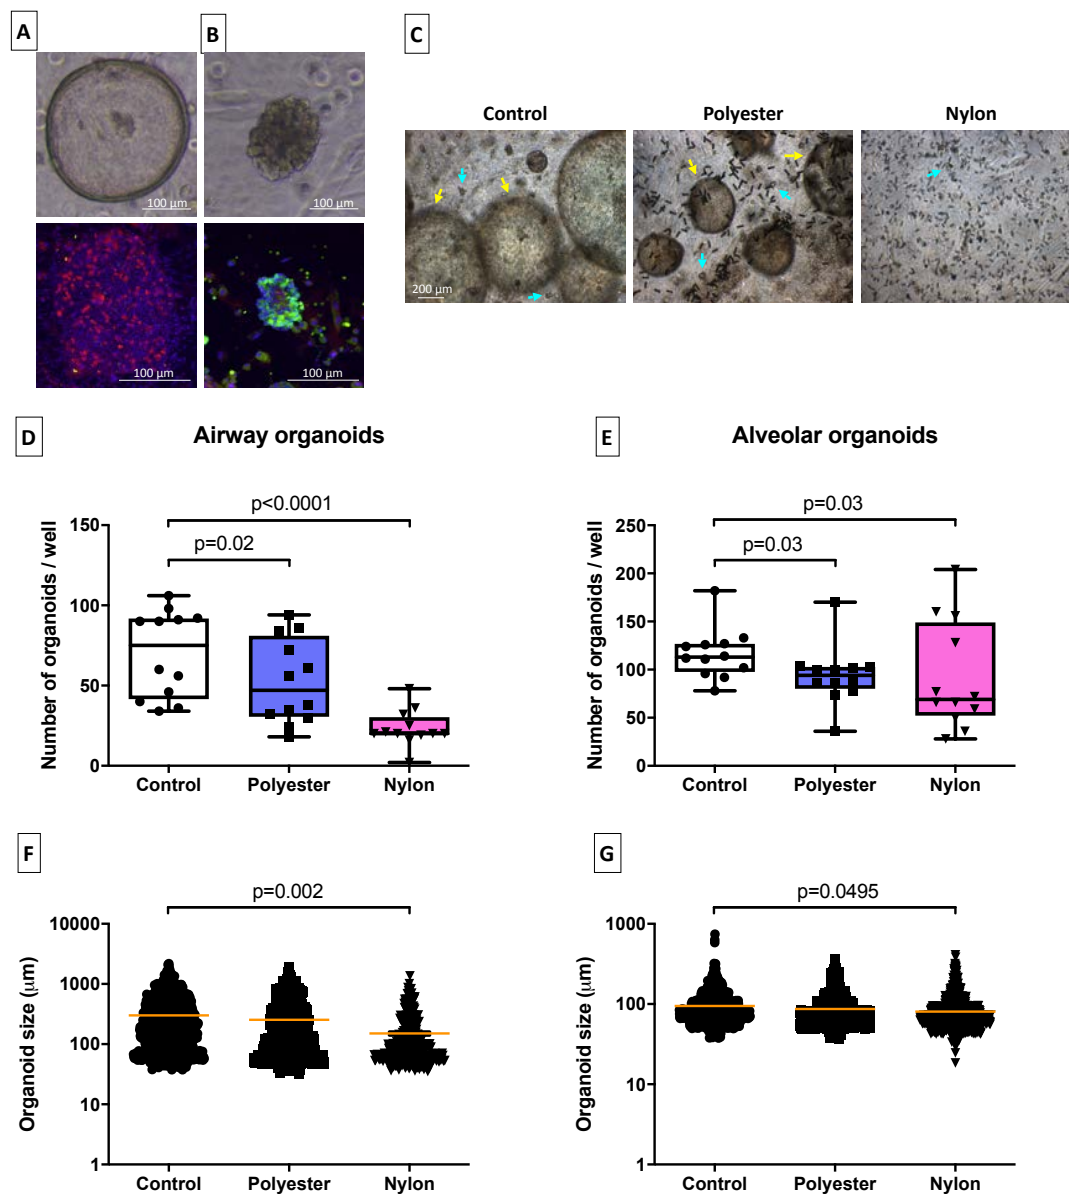 A
B
C
100 μm
100 μm
100 μm
100 μm
Control
Polyester
Nylon
200 μm
D
Airway organoids
Number of organoids / well
150
100
50
0
p<0.0001
p=0.02
Control
Polyester
Nylon
E
Alveolar organoids
Number of organoids / well
250
200
150
100
50
0
p=0.03
p=0.03
Control
Polyester
Nylon
F
Organoid size (μm)
10000
1000
100
10
1
p=0.002
Control
Polyester
Nylon
G
Organoid size (μm)
1000
100
10
1
p=0.0495
Control
Polyester
Nylon